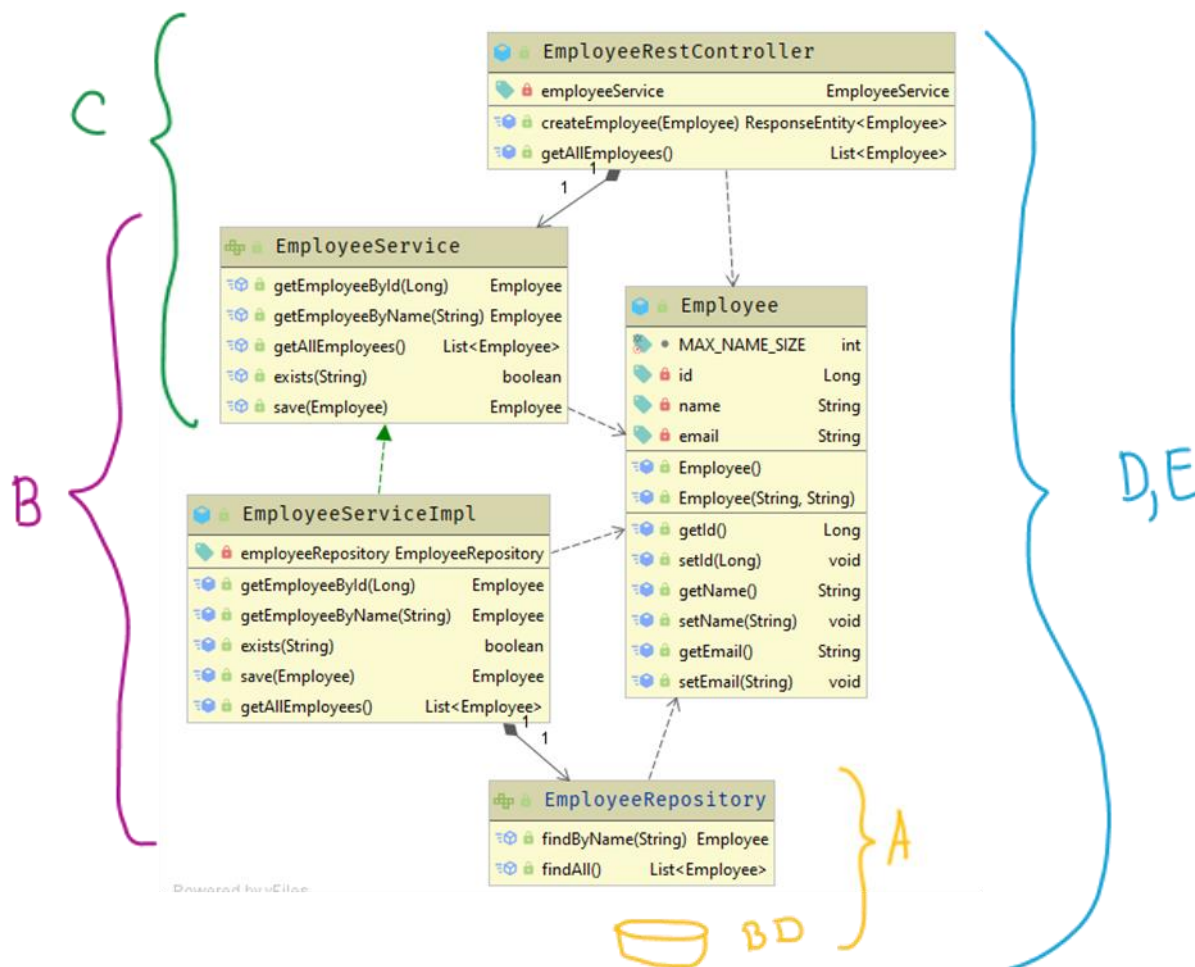 C
EmployeeRestController
employeeService EmployeeService
createEmployee(Employee) ResponseEntity<Employee>
getAllEmployees() List<Employee>
1
1
EmployeeService
getEmployeeById(Long) Employee
getEmployeeByName(String) Employee
getAllEmployees() List<Employee>
exists(String) boolean
save(Employee) Employee
Employee
MAX_NAME_SIZE int
id Long
name String
email String
Employee()
Employee(String, String)
getId() Long
setId(Long) void
getName() String
setName(String) void
getEmail() String
setEmail(String) void
B
D,E
EmployeeServiceImpl
employeeRepository EmployeeRepository
getEmployeeById(Long) Employee
getEmployeeByName(String) Employee
exists(String) boolean
save(Employee) Employee
getAllEmployees() List<Employee>
1
1
EmployeeRepository
findByName(String) Employee
findAll() List<Employee>
A
Powered by yFiles
BD